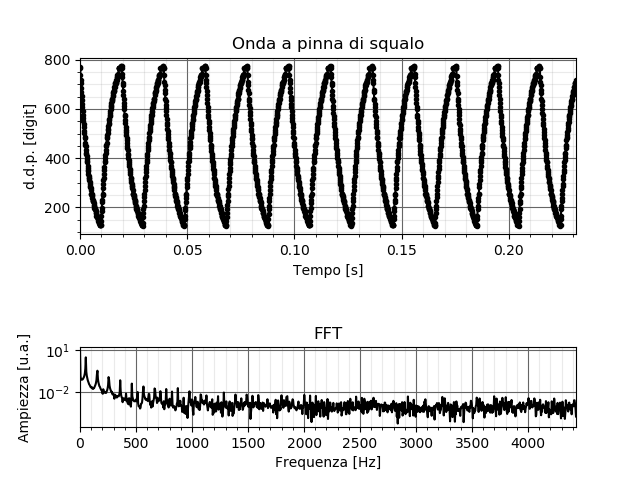 Onda a pinna di squalo
d.d.p. [digit]
800
600
400
200
0.00 0.05 0.10 0.15 0.20
Tempo [s]
FFT
Ampiezza [u.a.]
10^1
10^-2
0 500 1000 1500 2000 2500 3000 3500 4000
Frequenza [Hz]